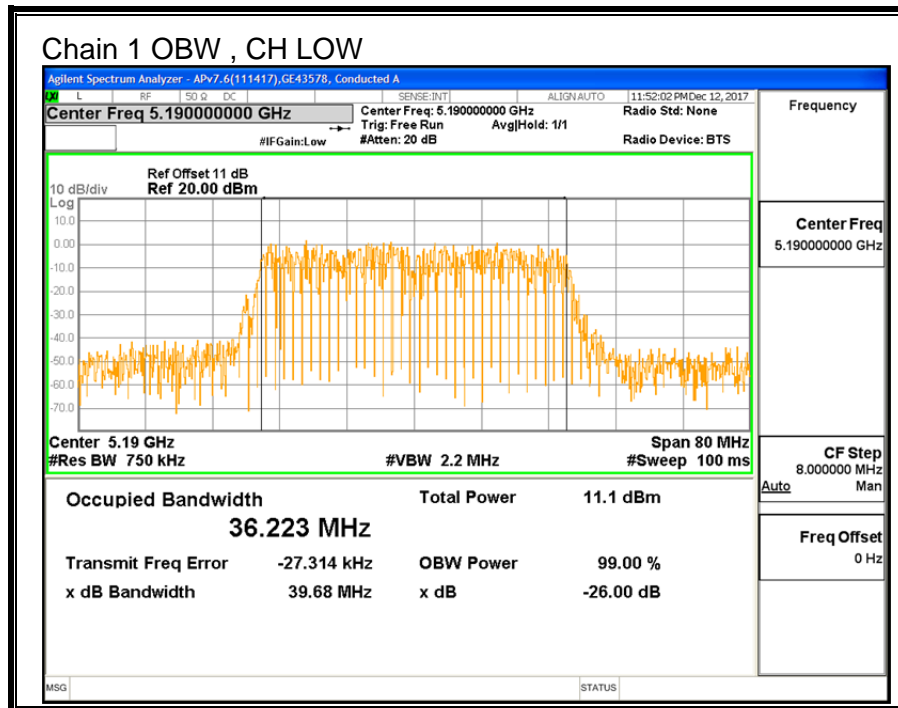 Chain 1 OBW , CH LOW
Agilent Spectrum Analyzer - APv7.6(111417),GE43578, Conducted A
LXI L RF 50 Ω DC SENSE:INT ALIGN AUTO 11:52:02 PM Dec 12, 2017
Center Freq 5.190000000 GHz
Center Freq: 5.190000000 GHz
Radio Std: None
Trig: Free Run Avg|Hold: 1/1
#IFGain:Low #Atten: 20 dB Radio Device: BTS
Ref Offset 11 dB
10 dB/div Ref 20.00 dBm
Log
10.0
0.00
-10.0
-20.0
-30.0
-40.0
-50.0
-60.0
-70.0
Center 5.19 GHz Span 80 MHz
#Res BW 750 kHz #VBW 2.2 MHz #Sweep 100 ms
Occupied Bandwidth Total Power 11.1 dBm
36.223 MHz
Transmit Freq Error -27.314 kHz OBW Power 99.00 %
x dB Bandwidth 39.68 MHz x dB -26.00 dB
MSG STATUS
Frequency
Center Freq
5.190000000 GHz
CF Step
8.000000 MHz
Auto Man
Freq Offset
0 Hz